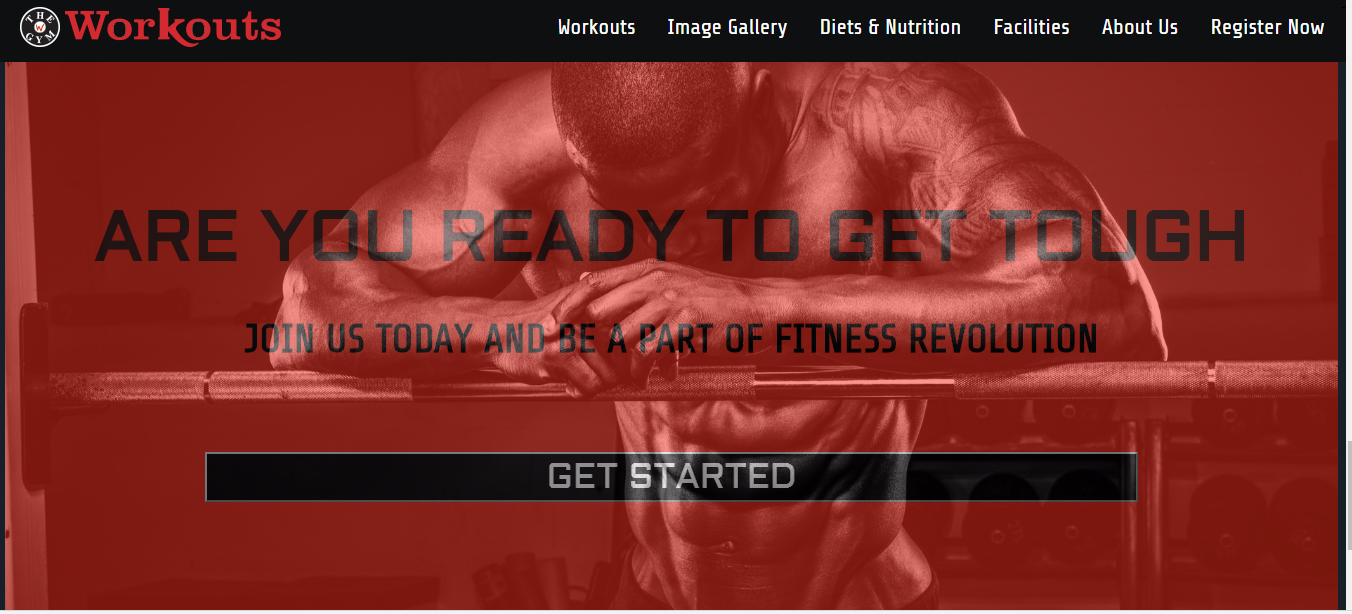 THE GYM W Workouts Workouts Image Gallery Diets & Nutrition Facilities About Us Register Now
ARE YOU READY TO GET TOUGH
JOIN US TODAY AND BE A PART OF FITNESS REVOLUTION
GET STARTED